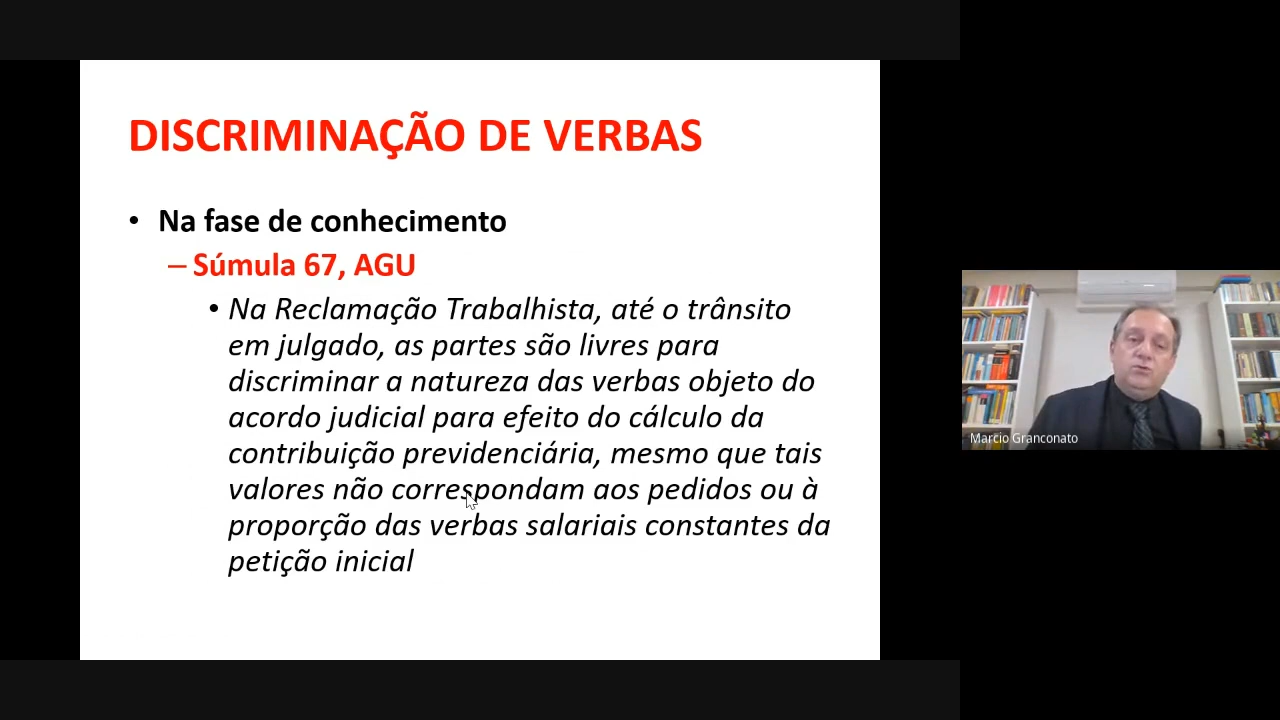 DISCRIMINAÇÃO DE VERBAS
• Na fase de conhecimento
– Súmula 67, AGU
• Na Reclamação Trabalhista, até o trânsito
em julgado, as partes são livres para
discriminar a natureza das verbas objeto do
acordo judicial para efeito do cálculo da
contribuição previdenciária, mesmo que tais
valores não correspondam aos pedidos ou à
proporção das verbas salariais constantes da
petição inicial
Marcio Granconato